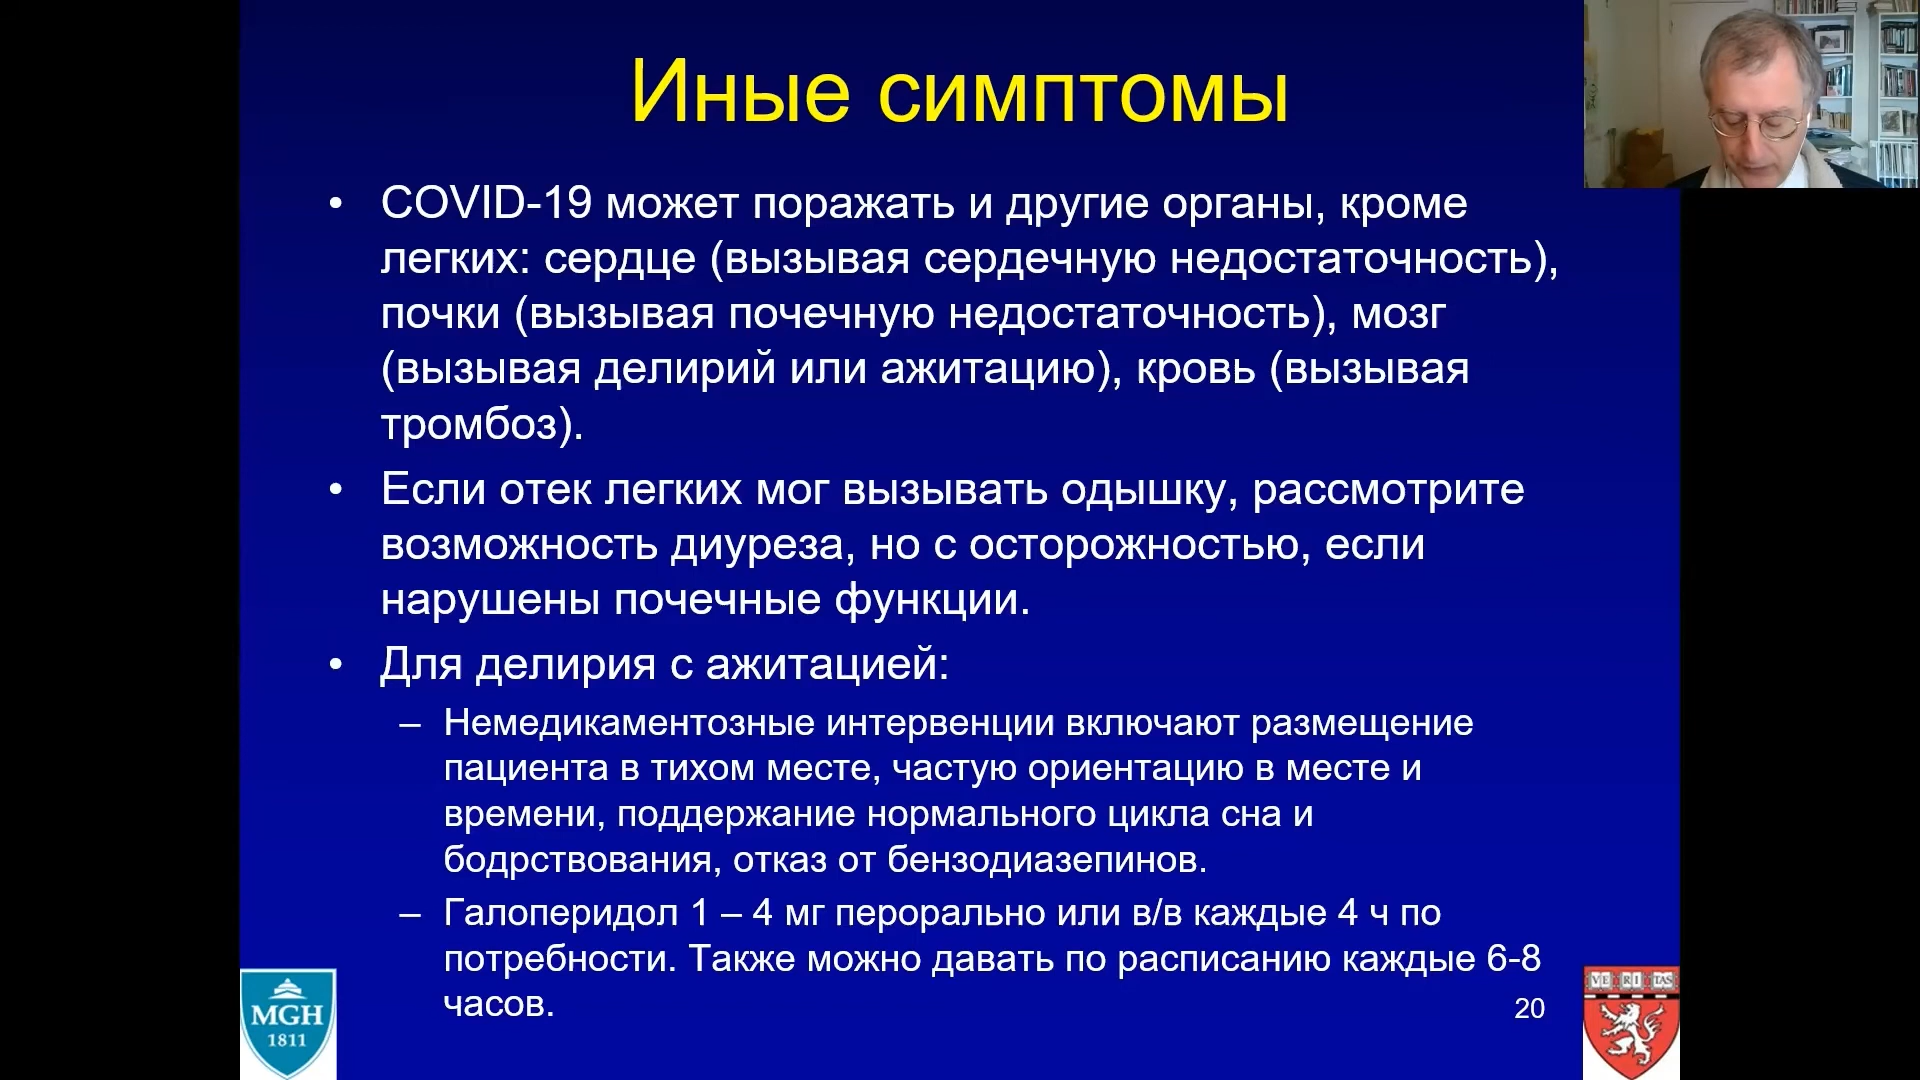 Иные симптомы
• COVID-19 может поражать и другие органы, кроме
легких: сердце (вызывая сердечную недостаточность),
почки (вызывая почечную недостаточность), мозг
(вызывая делирий или ажитацию), кровь (вызывая
тромбоз).
• Если отек легких мог вызывать одышку, рассмотрите
возможность диуреза, но с осторожностью, если
нарушены почечные функции.
• Для делирия с ажитацией:
– Немедикаментозные интервенции включают размещение
пациента в тихом месте, частую ориентацию в месте и
времени, поддержание нормального цикла сна и
бодрствования, отказ от бензодиазепинов.
– Галоперидол 1 – 4 мг перорально или в/в каждые 4 ч по
потребности. Также можно давать по расписанию каждые 6-8
часов.
20
MGH
1811
VE RI TAS